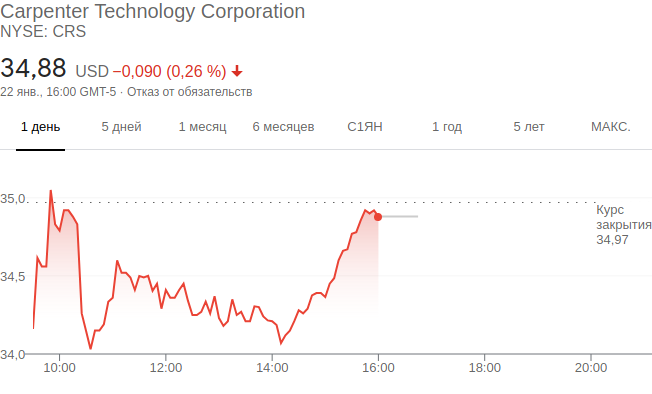 Carpenter Technology Corporation
NYSE: CRS
34,88 USD −0,090 (0,26 %)
22 янв., 16:00 GMT-5 · Отказ от обязательств
1 день 5 дней 1 месяц 6 месяцев С1ЯН 1 год 5 лет МАКС.
35,0
Курс
закрытия
34,97
34,5
34,0
10:00 12:00 14:00 16:00 18:00 20:00